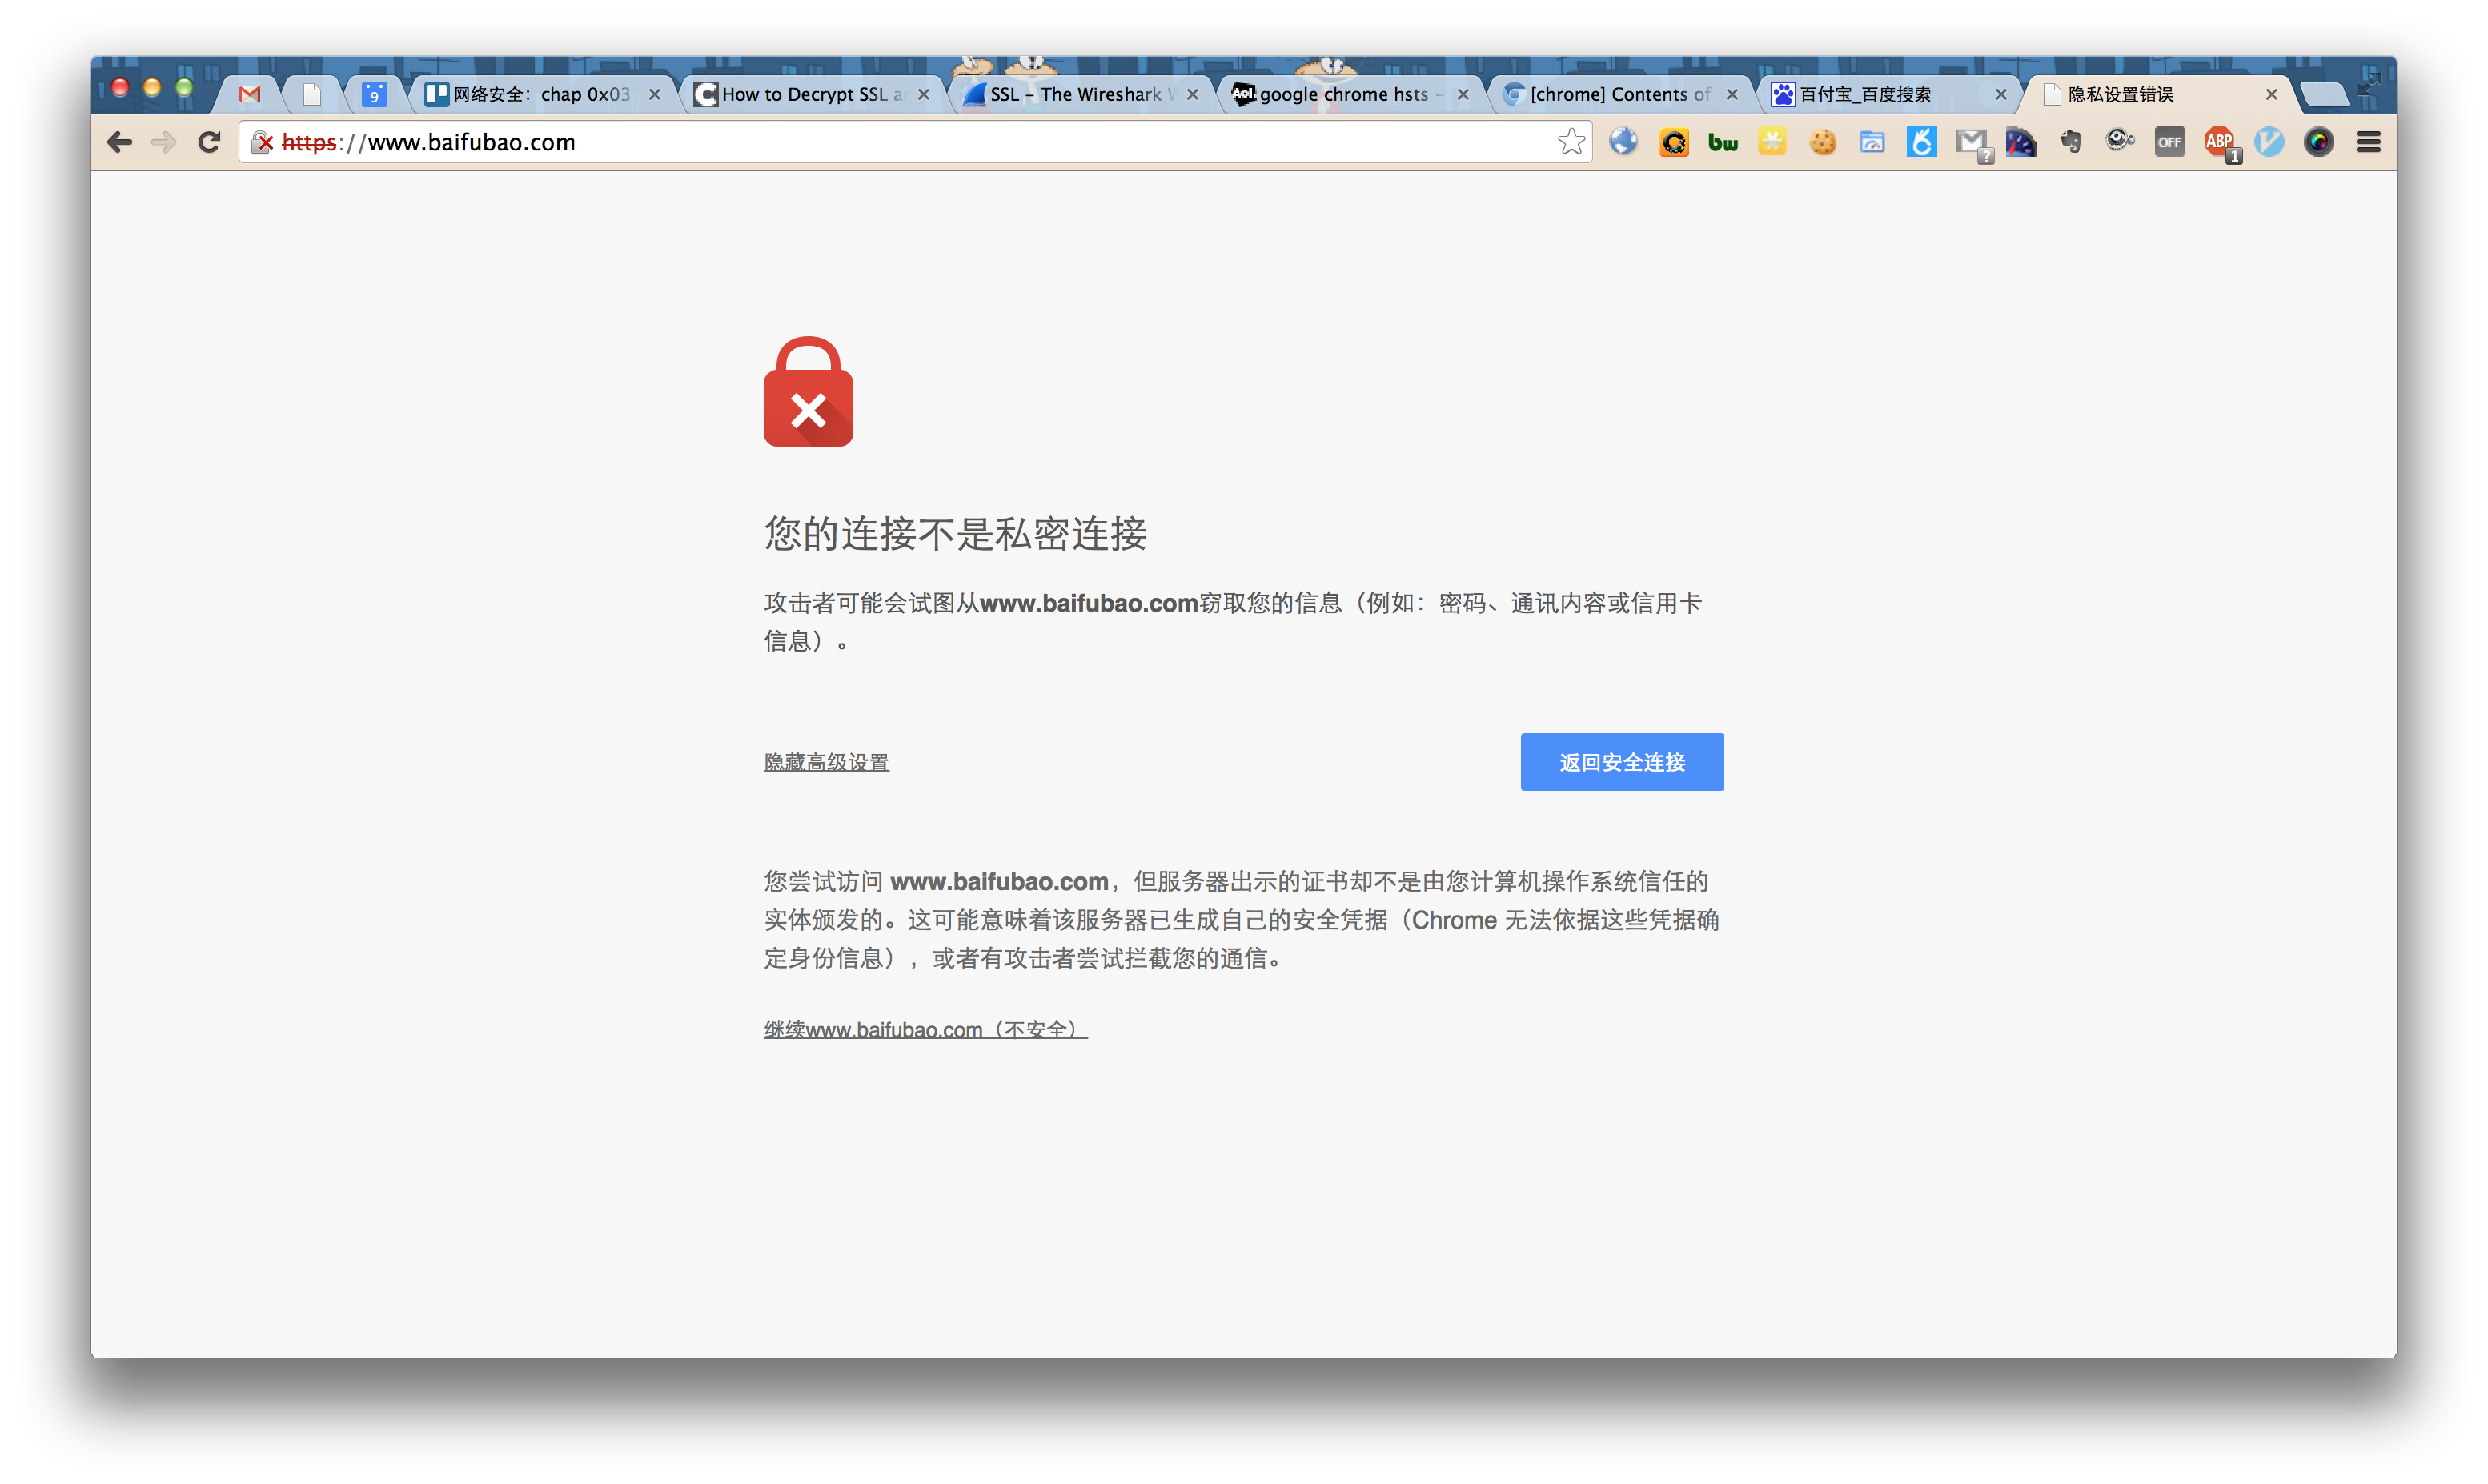 9
网络安全：chap 0x03
How to Decrypt SSL a
SSL - The Wireshark
Aol.
google chrome hsts -
[chrome] Contents of
百付宝_百度搜索
隐私设置错误
https://www.baifubao.com
bw
?
OFF
ABP
1
您的连接不是私密连接
攻击者可能会试图从www.baifubao.com窃取您的信息（例如：密码、通讯内容或信用卡
信息）。
隐藏高级设置
返回安全连接
您尝试访问 www.baifubao.com，但服务器出示的证书却不是由您计算机操作系统信任的
实体颁发的。这可能意味着该服务器已生成自己的安全凭据（Chrome 无法依据这些凭据确
定身份信息），或者有攻击者尝试拦截您的通信。
继续www.baifubao.com（不安全）